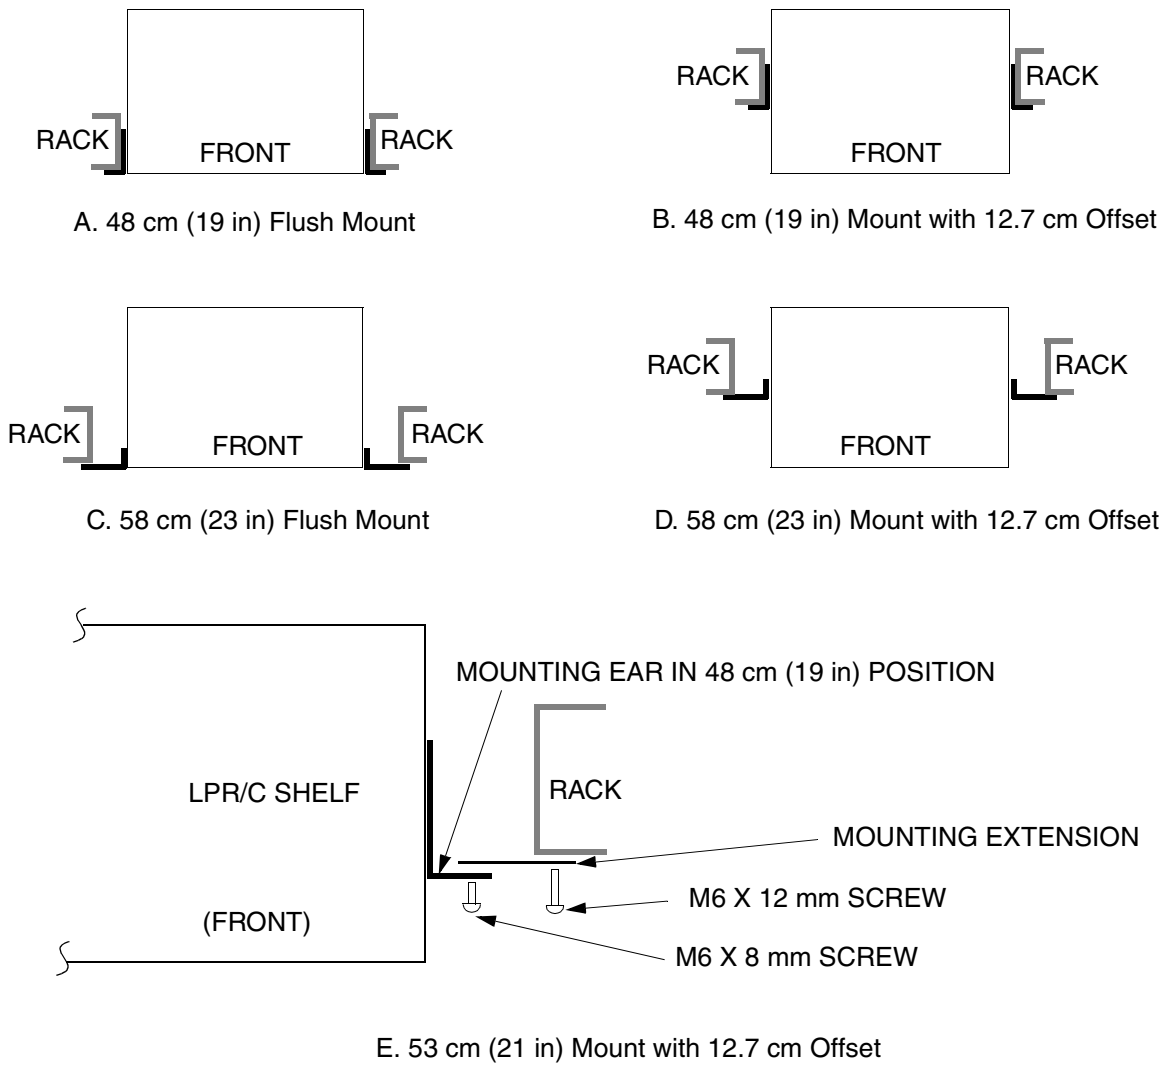 RACK
FRONT
RACK
A. 48 cm (19 in) Flush Mount
RACK
FRONT
RACK
B. 48 cm (19 in) Mount with 12.7 cm Offset
RACK
FRONT
RACK
C. 58 cm (23 in) Flush Mount
RACK
FRONT
RACK
D. 58 cm (23 in) Mount with 12.7 cm Offset
MOUNTING EAR IN 48 cm (19 in) POSITION
LPR/C SHELF
RACK
MOUNTING EXTENSION
M6 X 12 mm SCREW
(FRONT)
M6 X 8 mm SCREW
E. 53 cm (21 in) Mount with 12.7 cm Offset